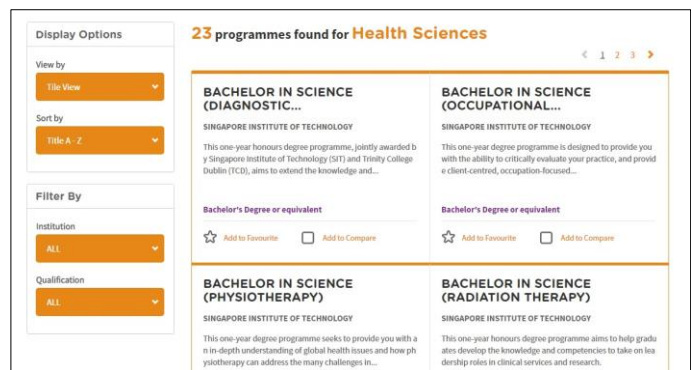 Display Options
View by
Tile View
Sort by
Title A - Z
Filter By
Institution
ALL
Qualification
ALL
23 programmes found for Health Sciences
< 1 2 3 >
BACHELOR IN SCIENCE
(DIAGNOSTIC...
SINGAPORE INSTITUTE OF TECHNOLOGY
This one-year honours degree programme, jointly awarded b
y Singapore Institute of Technology (SIT) and Trinity College
Dublin (TCD), aims to extend the knowledge and...
Bachelor's Degree or equivalent
Add to Favourite
Add to Compare
BACHELOR IN SCIENCE
(OCCUPATIONAL...
SINGAPORE INSTITUTE OF TECHNOLOGY
This one-year degree programme is designed to provide you
with the ability to critically evaluate your practice, and provid
e client-centred, occupation-focused...
Bachelor's Degree or equivalent
Add to Favourite
Add to Compare
BACHELOR IN SCIENCE
(PHYSIOTHERAPY)
SINGAPORE INSTITUTE OF TECHNOLOGY
This one-year degree programme seeks to provide you with a
n in-depth understanding of global health issues and how ph
ysiotherapy can address the many challenges in...
BACHELOR IN SCIENCE
(RADIATION THERAPY)
SINGAPORE INSTITUTE OF TECHNOLOGY
This one-year honours degree programme aims to help gradu
ates develop the knowledge and competencies to take on lea
dership roles in clinical services and research.